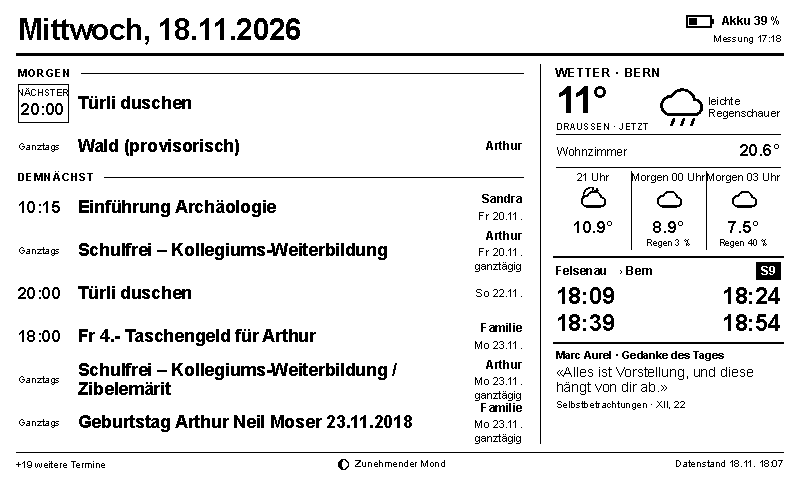 Mittwoch, 18.11.2026
Akku 39 %
Messung 17:18
MORGEN
NÄCHSTER
20:00 Türli duschen
Ganztags Wald (provisorisch) Arthur
DEMNÄCHST
10:15 Einführung Archäologie Sandra
Fr 20.11.
Ganztags Schulfrei – Kollegiums-Weiterbildung Arthur
Fr 20.11.
ganztägig
20:00 Türli duschen So 22.11.
18:00 Fr 4.- Taschengeld für Arthur Familie
Mo 23.11.
Ganztags Schulfrei – Kollegiums-Weiterbildung / Zibelemärit Arthur
Mo 23.11.
ganztägig
Ganztags Geburtstag Arthur Neil Moser 23.11.2018 Familie
Mo 23.11.
ganztägig
WETTER · BERN
11°
leichte
Regenschauer
DRAUSSEN · JETZT
Wohnzimmer 20.6°
21 Uhr Morgen 00 Uhr Morgen 03 Uhr
10.9° 8.9° 7.5°
Regen 3 % Regen 40 %
Felsenau › Bern S9
18:09 18:24
18:39 18:54
Marc Aurel · Gedanke des Tages
«Alles ist Vorstellung, und diese
hängt von dir ab.»
Selbstbetrachtungen · XII, 22
+19 weitere Termine
Zunehmender Mond
Datenstand 18.11. 18:07